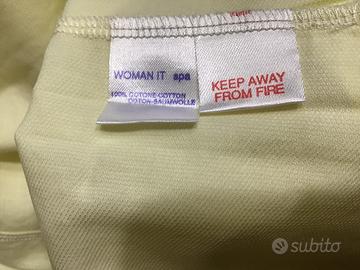 WOMAN IT spa
100% COTONE-COTTON
COTON-BAUMWOLLE
KEEP AWAY
FROM FIRE
subito